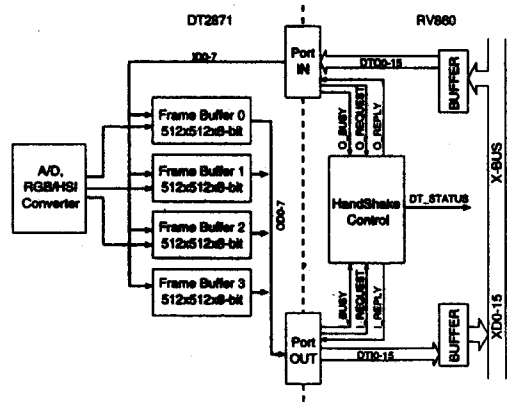 DT2871
RV860
ID0-7
Port
IN
DTO0-15
BUFFER
O_BUSY
O_REQUEST
O_REPLY
Frame Buffer 0
512x512x8-bit
Frame Buffer 1
512x512x8-bit
Frame Buffer 2
512x512x8-bit
Frame Buffer 3
512x512x8-bit
A/D,
RGB/HSI
Converter
OD0-7
HandShake
Control
DT_STATUS
X-BUS
I_BUSY
I_REQUEST
I_REPLY
Port
OUT
DTI0-15
BUFFER
XD0-15